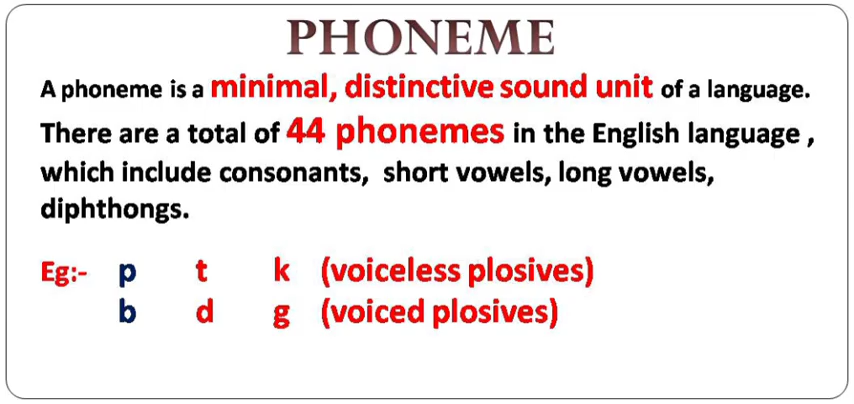 PHONEME
A phoneme is a minimal, distinctive sound unit of a language.
There are a total of 44 phonemes in the English language ,
which include consonants, short vowels, long vowels,
diphthongs.
Eg:- p t k (voiceless plosives)
b d g (voiced plosives)